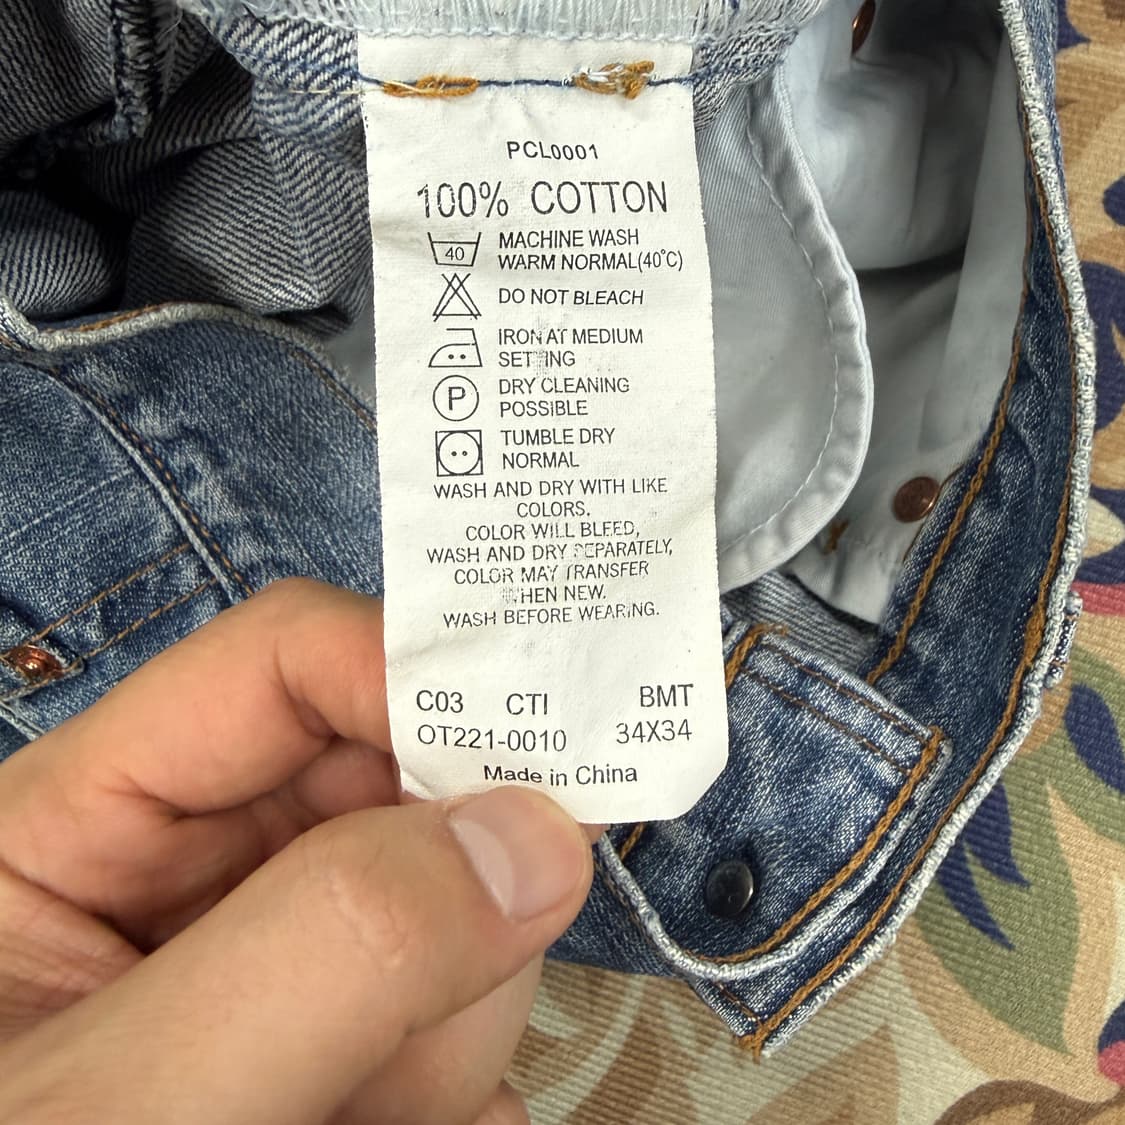 PCL0001
100% COTTON
40
MACHINE WASH
WARM NORMAL(40°C)
DO NOT BLEACH
IRON AT MEDIUM
SETTING
P
DRY CLEANING
POSSIBLE
TUMBLE DRY
NORMAL
WASH AND DRY WITH LIKE
COLORS.
COLOR WILL BLEED,
WASH AND DRY SEPARATELY,
COLOR MAY TRANSFER
WHEN NEW.
WASH BEFORE WEARING.
C03 CTI BMT
OT221-0010 34X34
Made in China